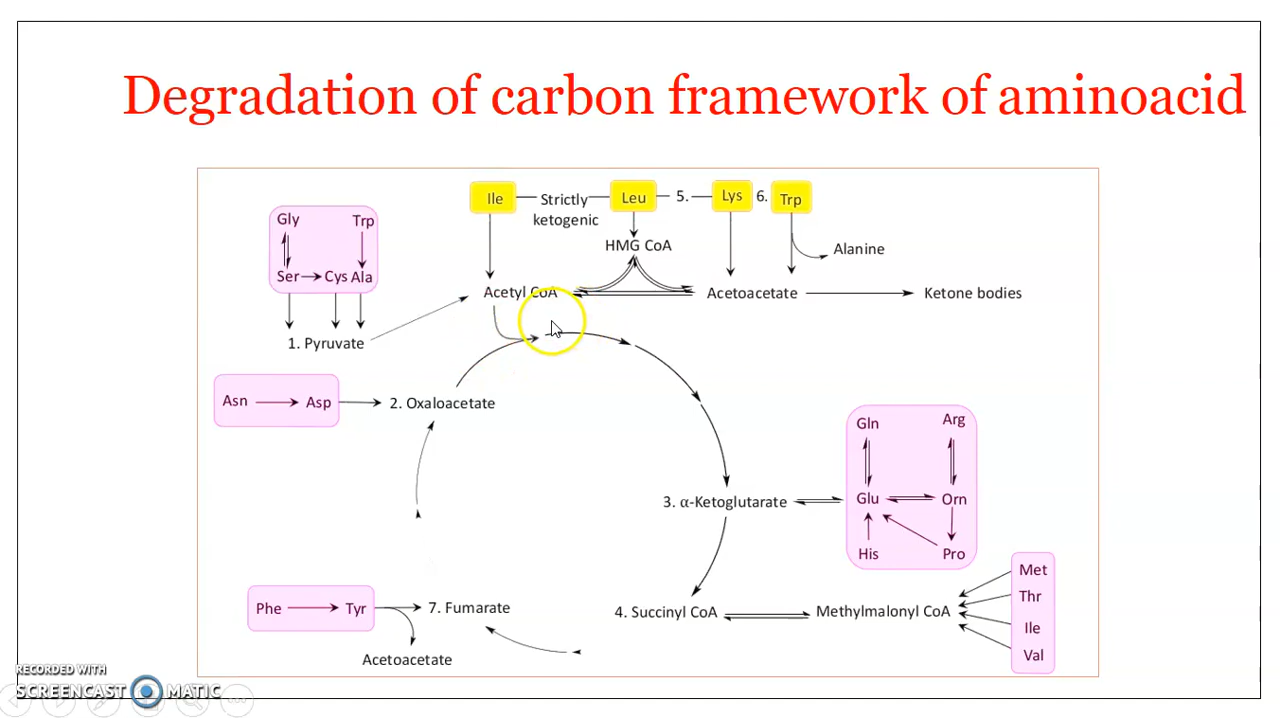 Degradation of carbon framework of aminoacid
Ile Strictly ketogenic Leu 5. Lys 6. Trp
Gly Trp
HMG CoA
Alanine
Ser Cys Ala
Acetyl CoA
Acetoacetate
Ketone bodies
1. Pyruvate
Asn Asp
2. Oxaloacetate
Gln Arg
3. α-Ketoglutarate
Glu Orn
His Pro
Met
Thr
Ile
Val
Phe Tyr
7. Fumarate
4. Succinyl CoA
Methylmalonyl CoA
Acetoacetate
RECORDED WITH
SCREENCAST MATIC